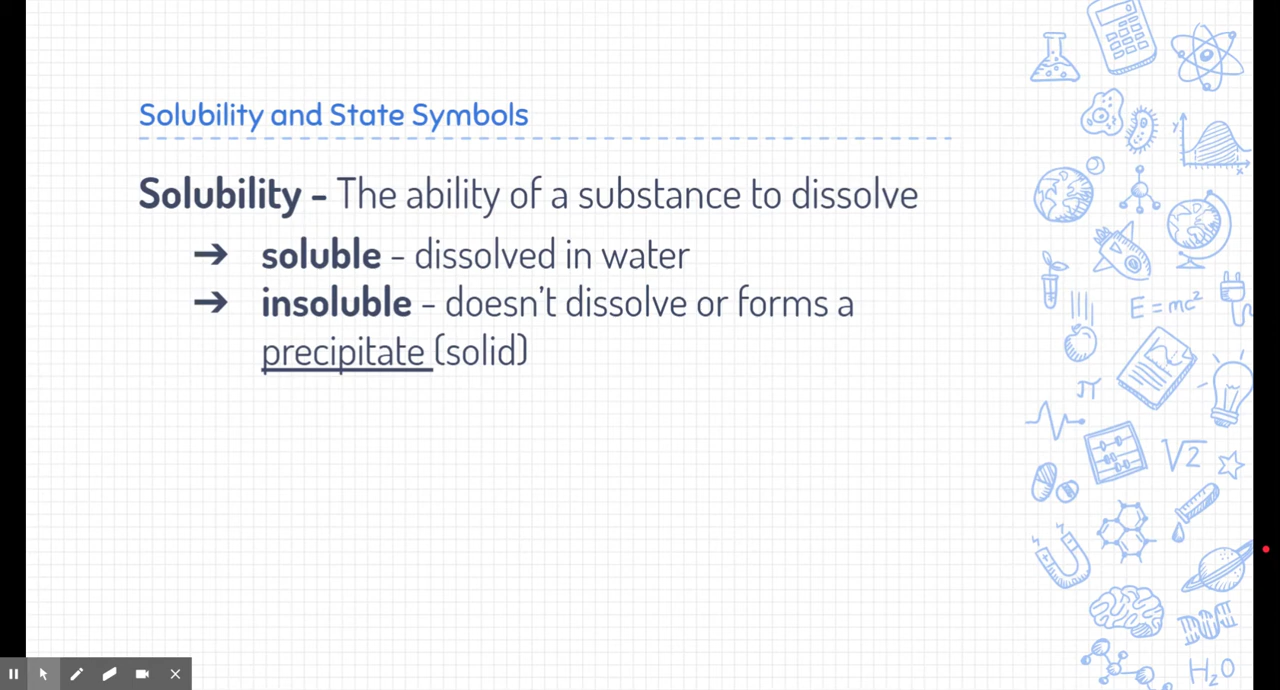 Solubility and State Symbols
Solubility - The ability of a substance to dissolve
➔ soluble - dissolved in water
➔ insoluble - doesn't dissolve or forms a
precipitate (solid)
y
x
E = mc²
π
√2
H₂O